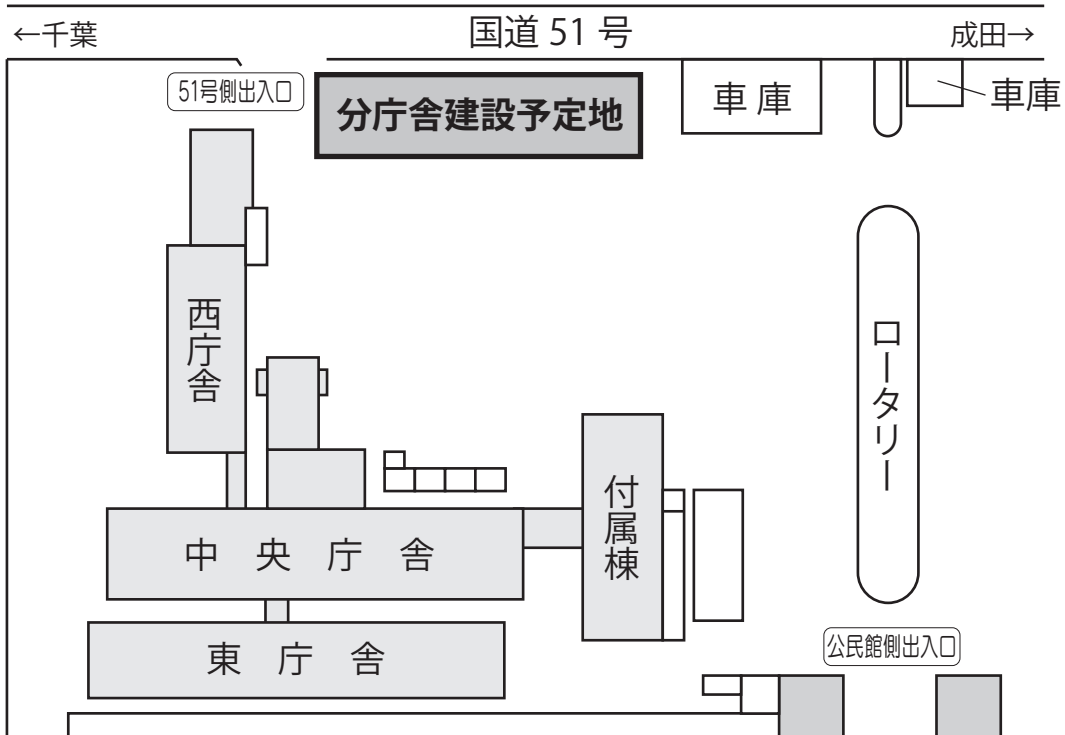 ←千葉
国道 51 号
成田→
51号側出入口
分庁舎建設予定地
車 庫
車庫
西庁舎
ロータリー
付属棟
中 央 庁 舎
公民館側出入口
東 庁 舎